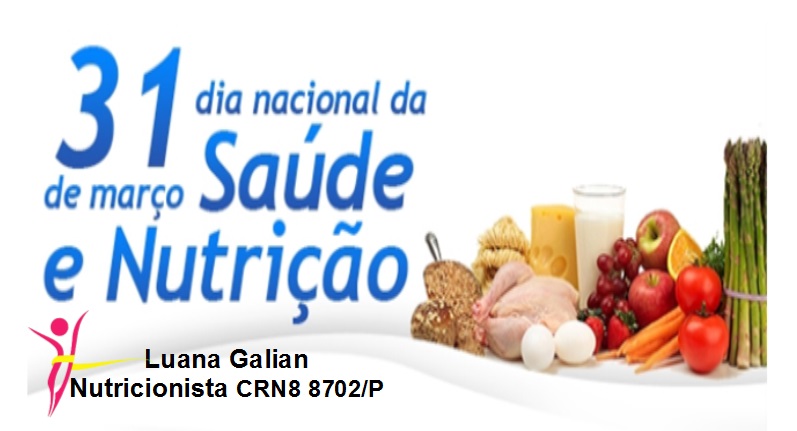 31 dia nacional da
de março Saúde
e Nutrição
Luana Galian
Nutricionista CRN8 8702/P